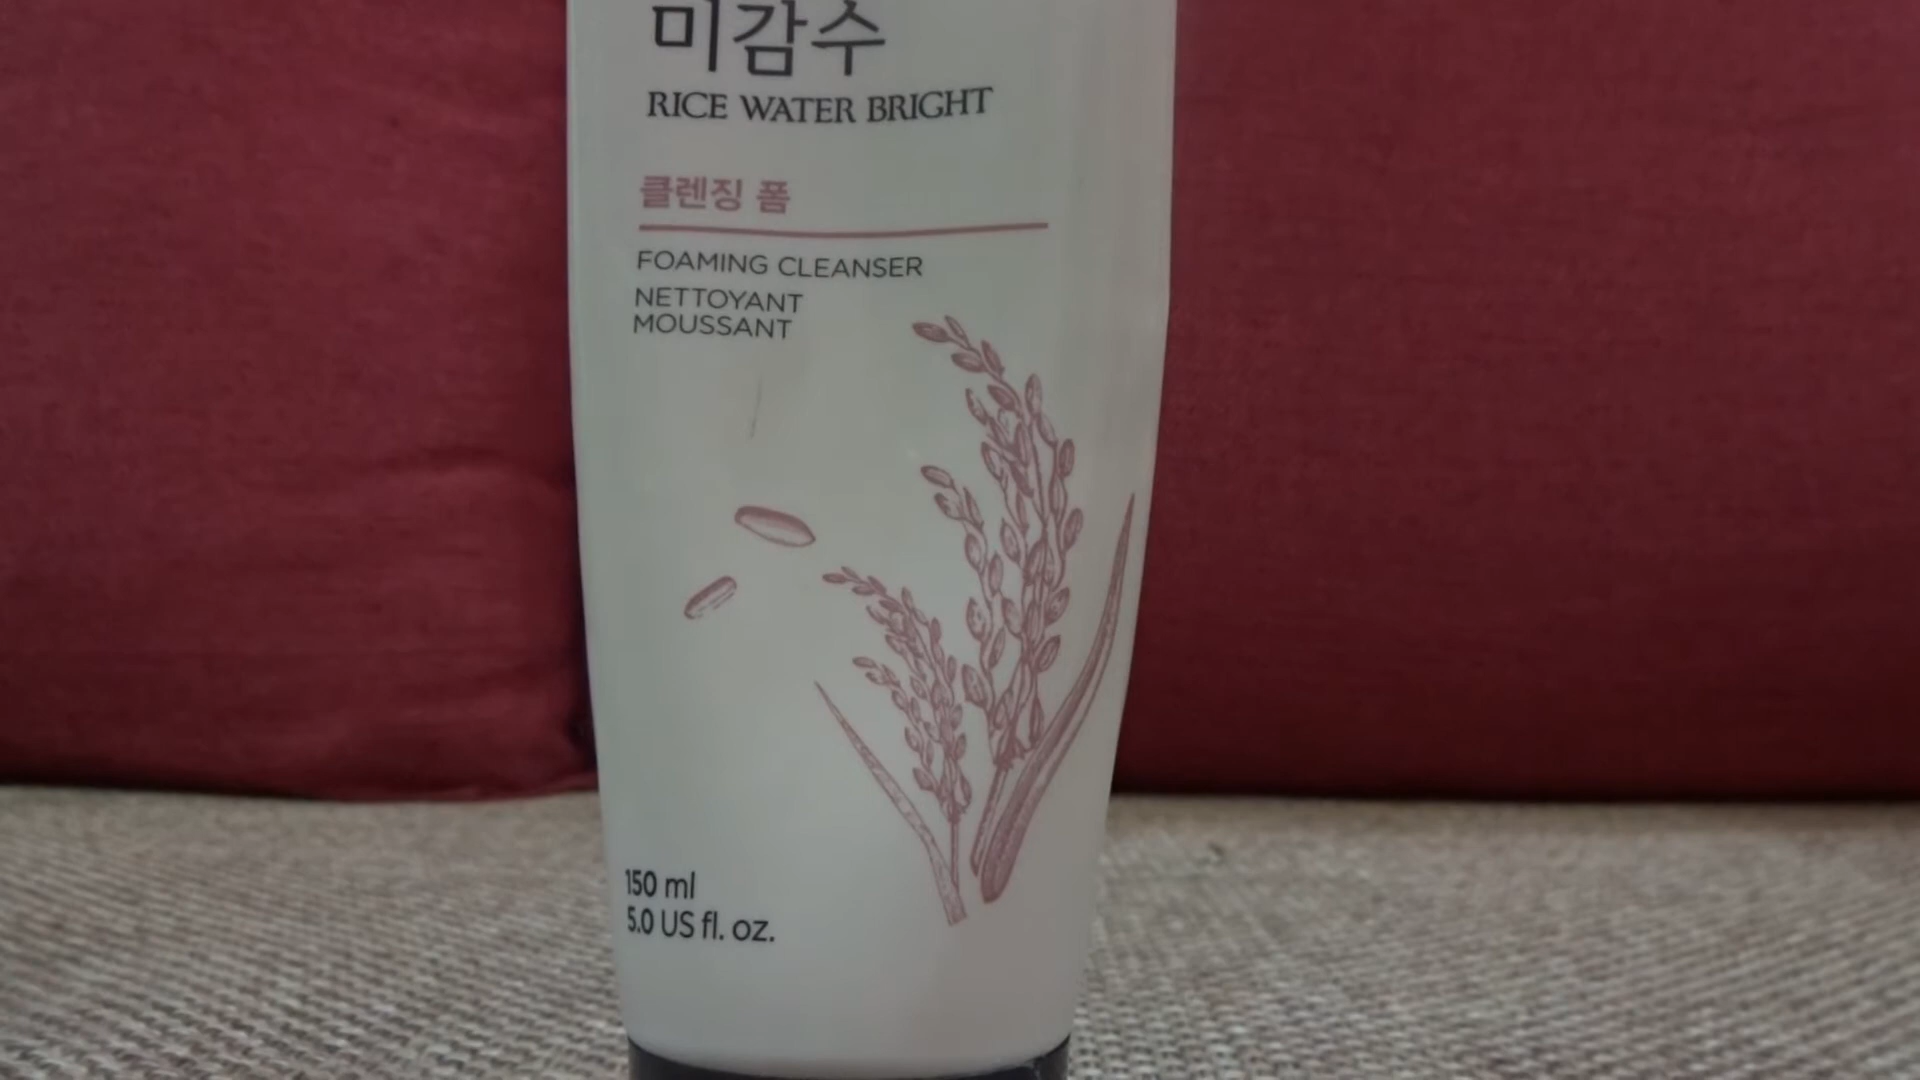 미감수
RICE WATER BRIGHT
클렌징 폼
FOAMING CLEANSER
NETTOYANT
MOUSSANT
150 ml
5.0 US fl. oz.